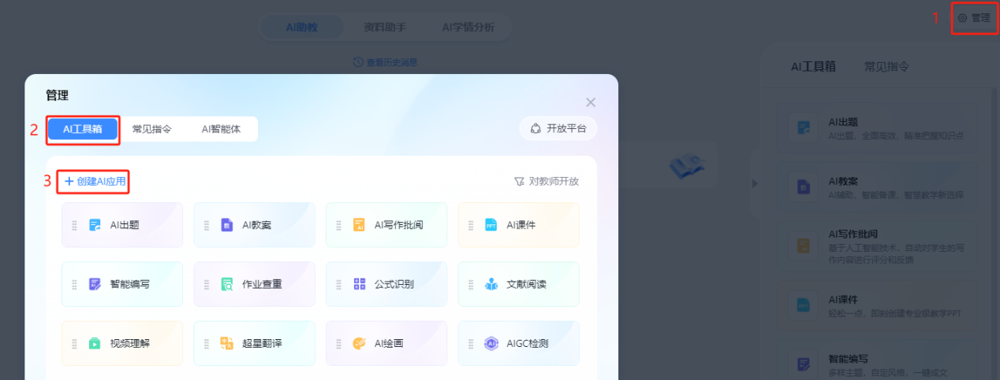 AI助教 资料助手 AI学情分析
1 管理
查看历史消息
管理
2 AI工具箱 常见指令 AI智能体 开放平台
3 +创建AI应用 对教师开放
AI出题 AI教案 AI写作批阅 AI课件
智能编写 作业查重 公式识别 文献阅读
视频理解 超星翻译 AI绘画 AIGC检测
AI工具箱 常见指令
AI出题
AI出题，全面高效，精准把握知识点
AI教案
AI辅助，智能备课，智慧教学新选择
AI写作批阅
基于人工智能技术，自动对学生的写
作内容进行评分和反馈
AI课件
轻松一点，即刻创建专业级教学PPT
智能编写
多样主题，自定风格，一键成文